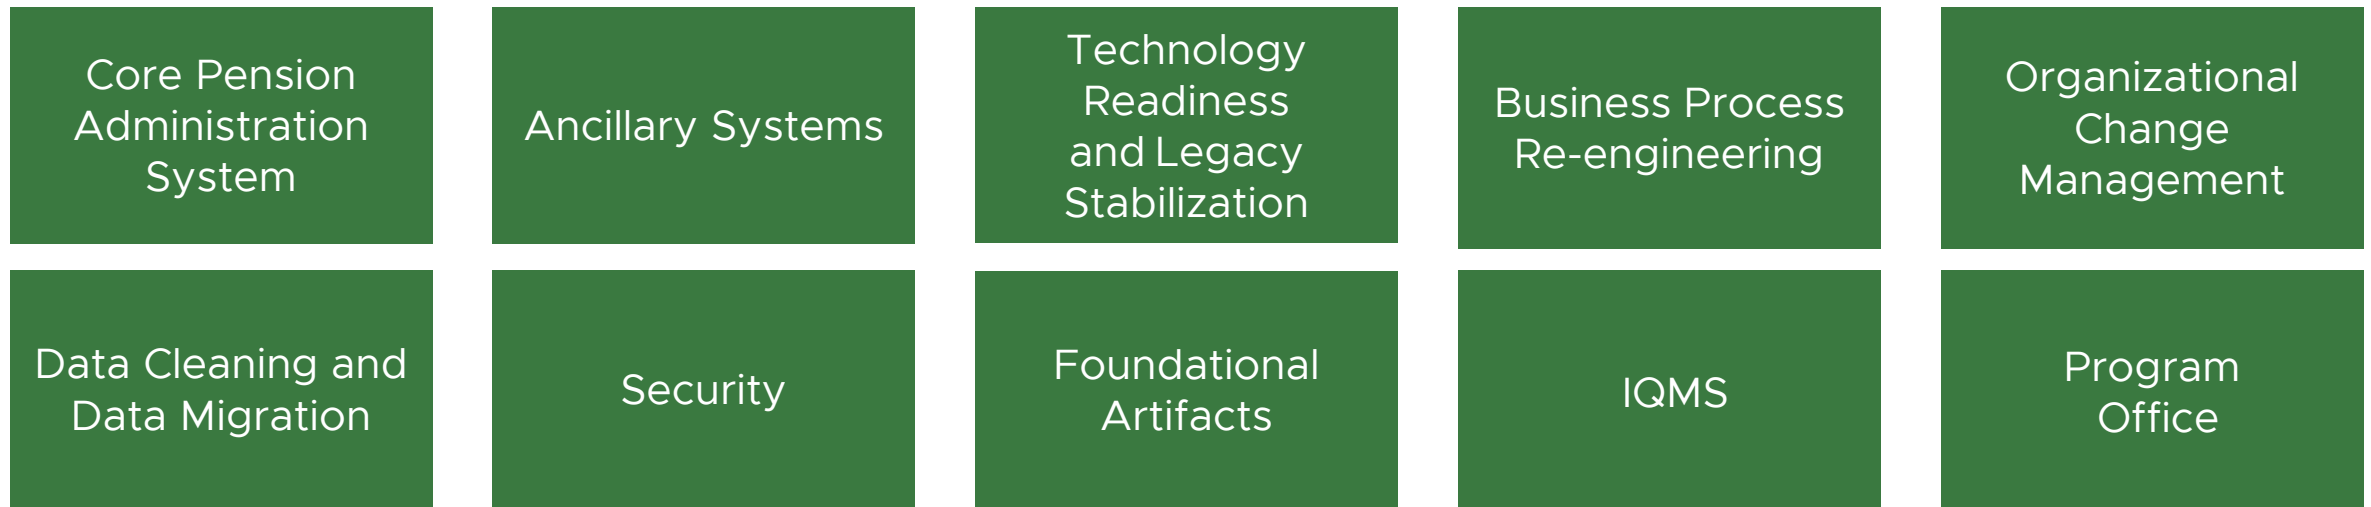 Core Pension
Administration
System
Ancillary Systems
Technology
Readiness
and Legacy
Stabilization
Business Process
Re-engineering
Organizational
Change
Management
Data Cleaning and
Data Migration
Security
Foundational
Artifacts
IQMS
Program
Office